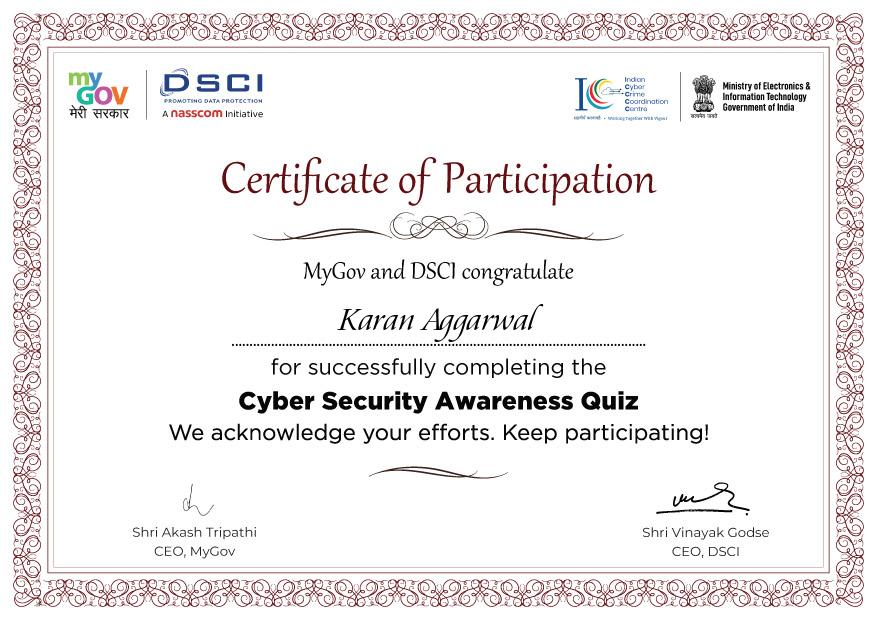 my
GOV
मेरी सरकार
DSCI
PROMOTING DATA PROTECTION
A nasscom Initiative
Indian
Cyber
Crime
Coordination
Centre
Working Together With Vigour
सत्यमेव जयते
Ministry of Electronics &
Information Technology
Government of India
Certificate of Participation
MyGov and DSCI congratulate
Karan Aggarwal
for successfully completing the
Cyber Security Awareness Quiz
We acknowledge your efforts. Keep participating!
Shri Akash Tripathi
CEO, MyGov
Shri Vinayak Godse
CEO, DSCI